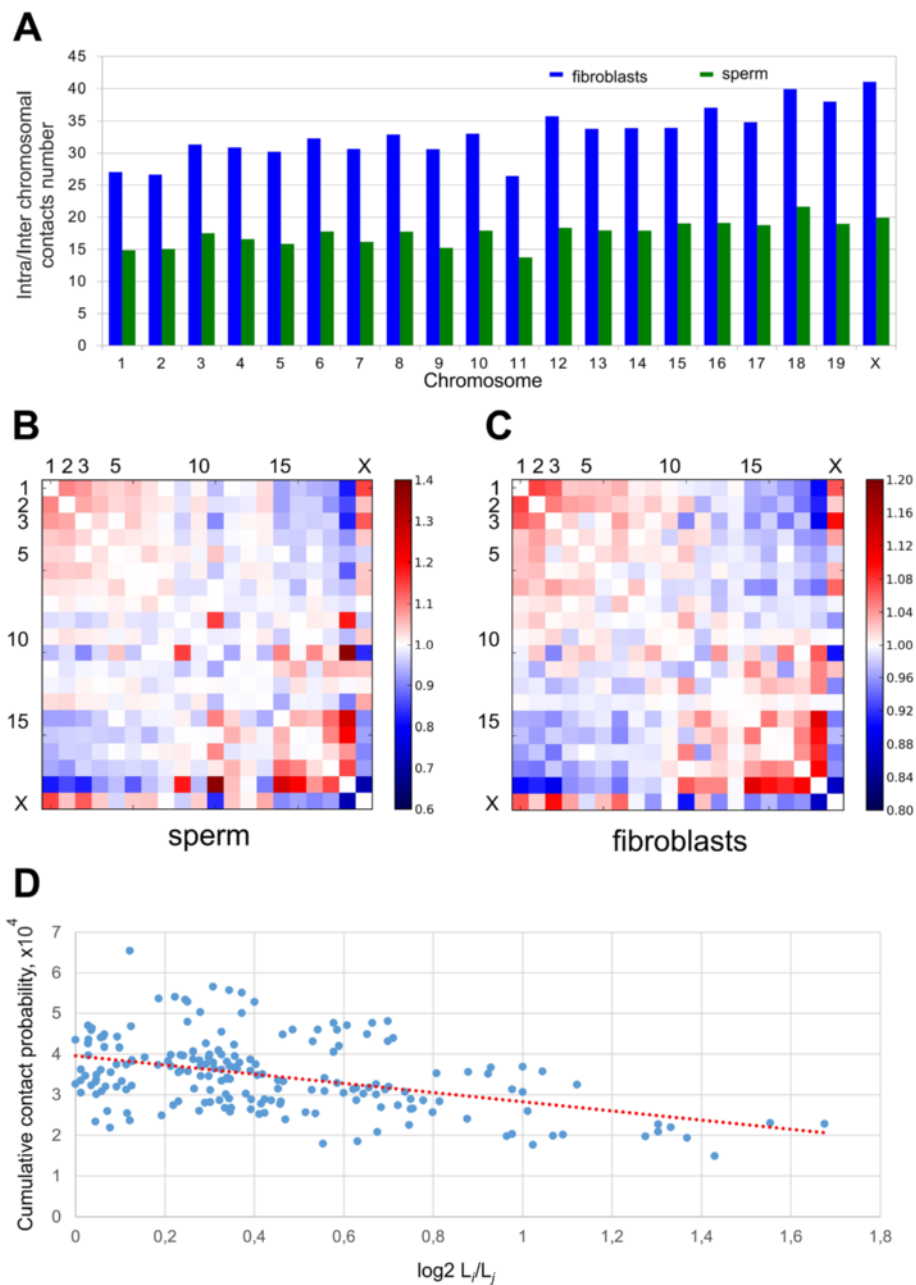 A
Intra/Inter chromosomal
contacts number
45
40
35
30
25
20
15
10
5
0
fibroblasts
sperm
1 2 3 4 5 6 7 8 9 10 11 12 13 14 15 16 17 18 19 X
Chromosome
B
1 2 3 5 10 15 X
1
2
3
5
10
15
X
1.4
1.3
1.2
1.1
1.0
0.9
0.8
0.7
0.6
sperm
C
1 2 3 5 10 15 X
1
2
3
5
10
15
X
1.20
1.16
1.12
1.08
1.04
1.00
0.96
0.92
0.88
0.84
0.80
fibroblasts
D
Cumulative contact probability, x10⁴
7
6
5
4
3
2
1
0
0 0,2 0,4 0,6 0,8 1 1,2 1,4 1,6 1,8
log2 Lᵢ/Lⱼ